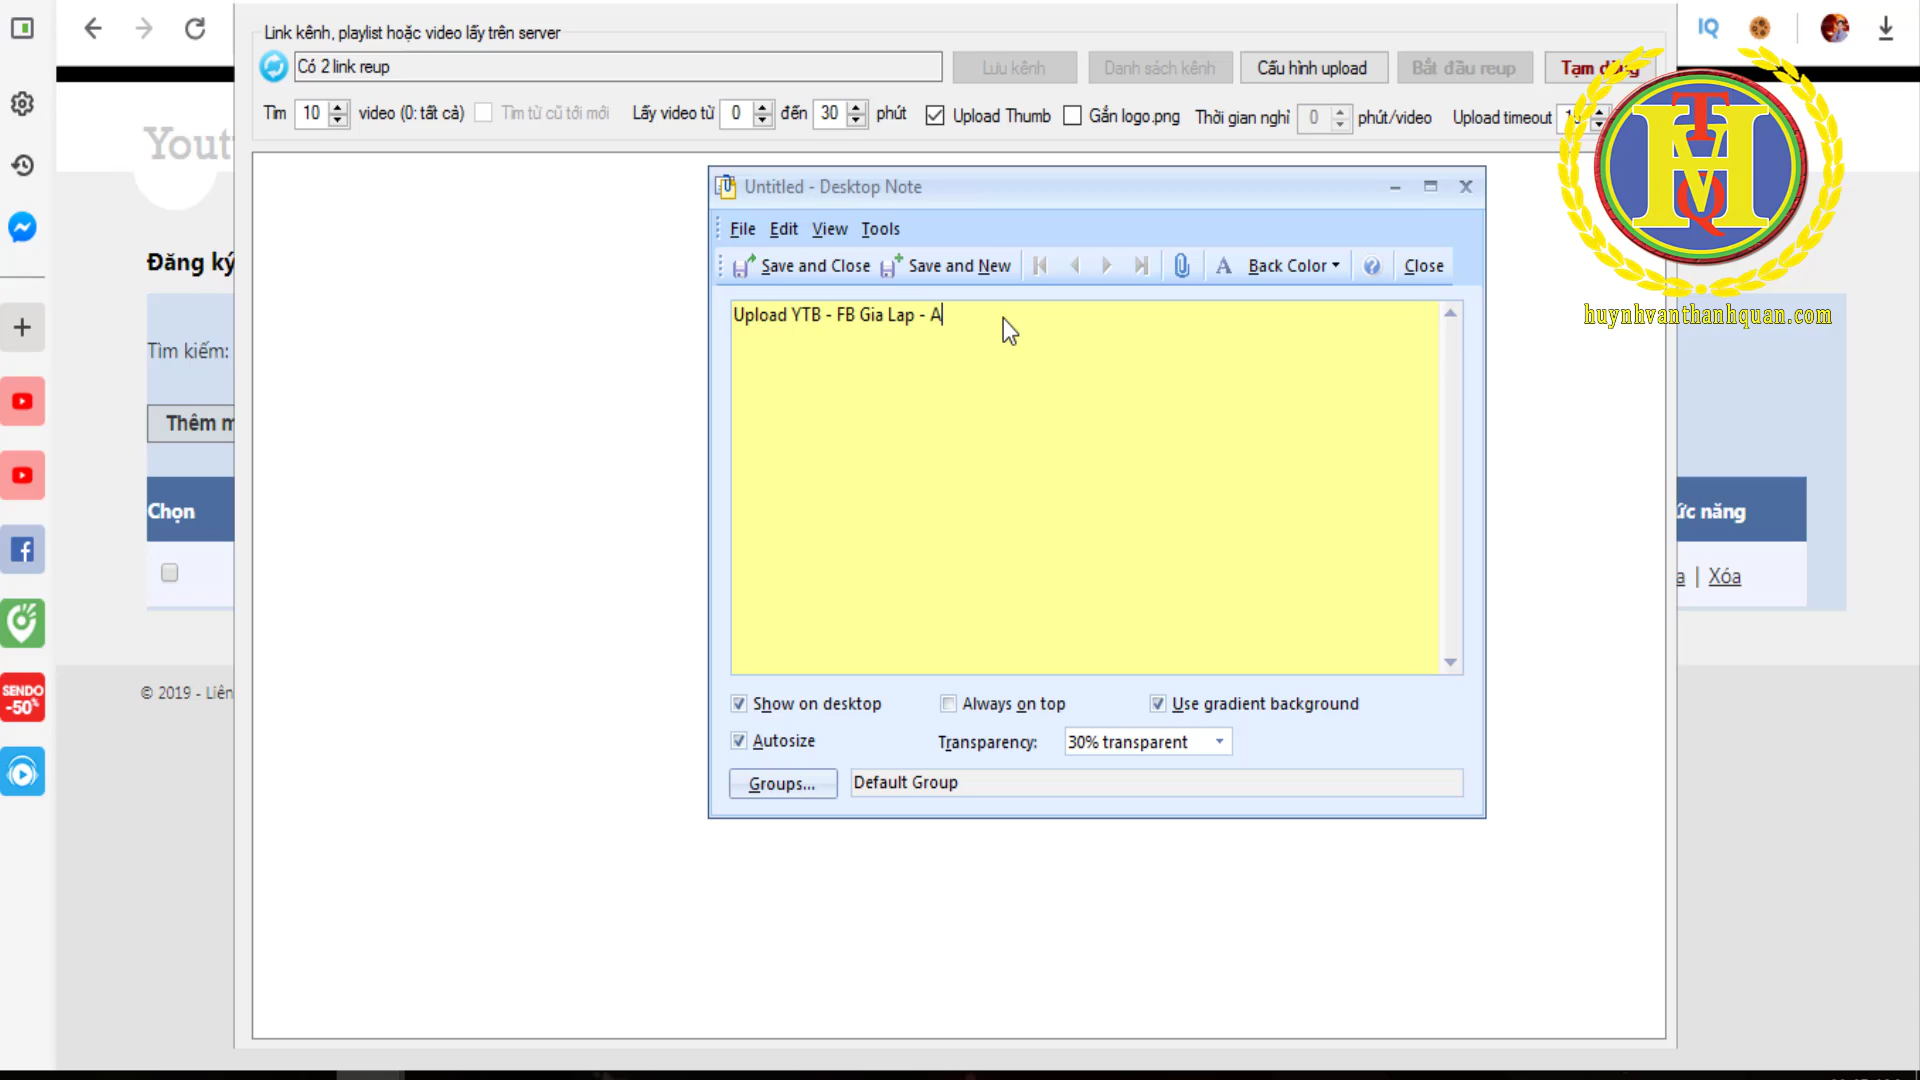 Link kênh, playlist hoặc video lấy trên server
Có 2 link reup
Lưu kênh
Danh sách kênh
Cấu hình upload
Bắt đầu reup
Tạm dừng
Tìm 10 video (0: tất cả) Tìm từ cũ tới mới Lấy video từ 0 đến 30 phút Upload Thumb Gắn logo.png Thời gian nghỉ 0 phút/video Upload timeout
IQ
Yout
Untitled - Desktop Note
File Edit View Tools
Save and Close Save and New Back Color Close
Upload YTB - FB Gia Lap - A
THVQ
huynhvanthanhquan.com
Đăng ký
Tìm kiếm:
Thêm m
Chọn
ức năng
a | Xóa
© 2019 - Liên
SENDO
-50%
Show on desktop Always on top Use gradient background
Autosize Transparency: 30% transparent
Groups... Default Group